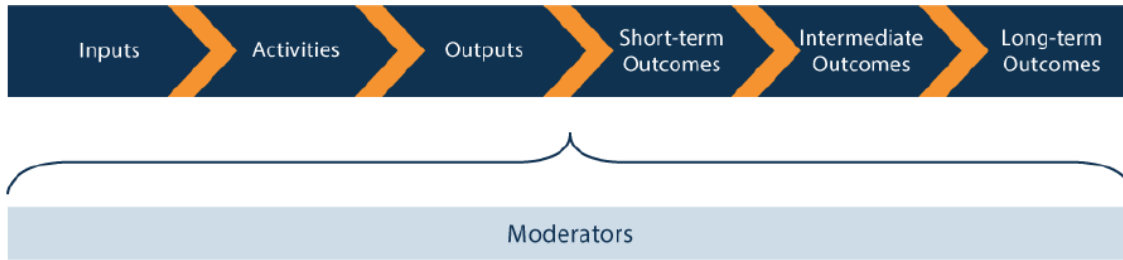 Inputs
Activities
Outputs
Short-term
Outcomes
Intermediate
Outcomes
Long-term
Outcomes
Moderators